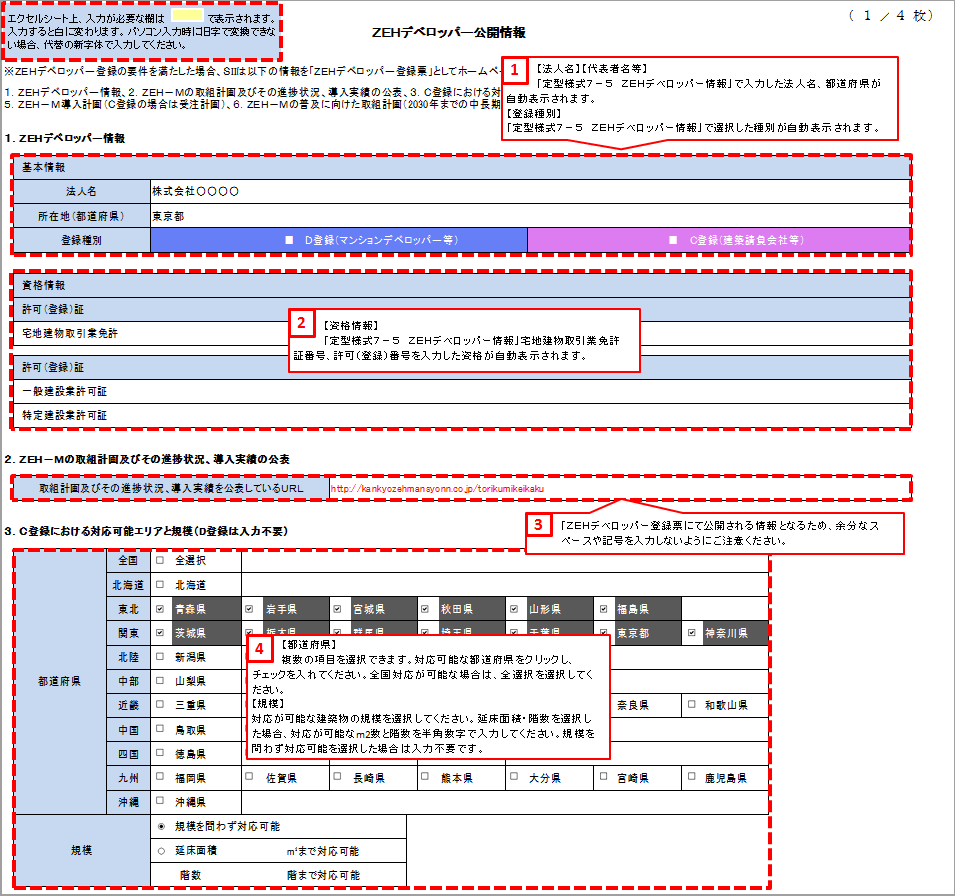 エクセルシート上、入力が必要な欄は　　　で表示されます。
入力すると白に変わります。パソコン入力時に旧字で変換できな
い場合、代替の新字体で入力してください。
（ 1 ／ 4 枚）
ZEHデベロッパー公開情報
※ZEHデベロッパー登録の要件を満たした場合、SIIは以下の情報を「ZEHデベロッパー登録票」としてホームペ
1. ZEHデベロッパー情報、2. ZEH－Mの取組計画及びその進捗状況、導入実績の公表、3. C登録における対
5. ZEH－M導入計画（C登録の場合は受注計画）、6. ZEH－Mの普及に向けた取組計画（2030年までの中長期
1
【法人名】【代表者名等】
「定型様式7－5　ZEHデベロッパー情報」で入力した法人名、都道府県が
自動表示されます。
【登録種別】
「定型様式7－5　ZEHデベロッパー情報」で選択した種別が自動表示されます。
1. ZEHデベロッパー情報
基本情報
法人名　株式会社〇〇〇〇
所在地（都道府県）　東京都
登録種別　■　D登録（マンションデベロッパー等）　■　C登録（建築請負会社等）
資格情報
許可（登録）証
宅地建物取引業免許
許可（登録）証
一般建設業許可証
特定建設業許可証
2
【資格情報】
「定型様式7－5　ZEHデベロッパー情報」宅地建物取引業免許
証番号、許可（登録）番号を入力した資格が自動表示されます。
2. ZEH－Mの取組計画及びその進捗状況、導入実績の公表
取組計画及びその進捗状況、導入実績を公表しているURL　http://kankyozehmansyonn.co.jp/torikumikeikaku
3
「ZEHデベロッパー登録票にて公開される情報となるため、余分なス
ペースや記号を入力しないようにご注意ください。
3. C登録における対応可能エリアと規模（D登録は入力不要）
都道府県
全国　□　全選択
北海道　□　北海道
東北　☑　青森県　☑　岩手県　☑　宮城県　☑　秋田県　☑　山形県　☑　福島県
関東　☑　茨城県　☑　栃木県　☑　群馬県　☑　埼玉県　☑　千葉県　☑　東京都　☑　神奈川県
北陸　□　新潟県
中部　□　山梨県
近畿　□　三重県　奈良県　□　和歌山県
中国　□　鳥取県
四国　□　徳島県
九州　□　福岡県　□　佐賀県　□　長崎県　□　熊本県　□　大分県　□　宮崎県　□　鹿児島県
沖縄　□　沖縄県
4
【都道府県】
複数の項目を選択できます。対応可能な都道府県をクリックし、
チェックを入れてください。全国対応が可能な場合は、全選択を選択してく
ださい。
【規模】
対応が可能な建築物の規模を選択してください。延床面積・階数を選択し
た場合、対応が可能なm2数と階数を半角数字で入力してください。規模を
問わず対応可能を選択した場合は入力不要です。
規模
◉　規模を問わず対応可能
○　延床面積　㎡まで対応可能
階数　階まで対応可能